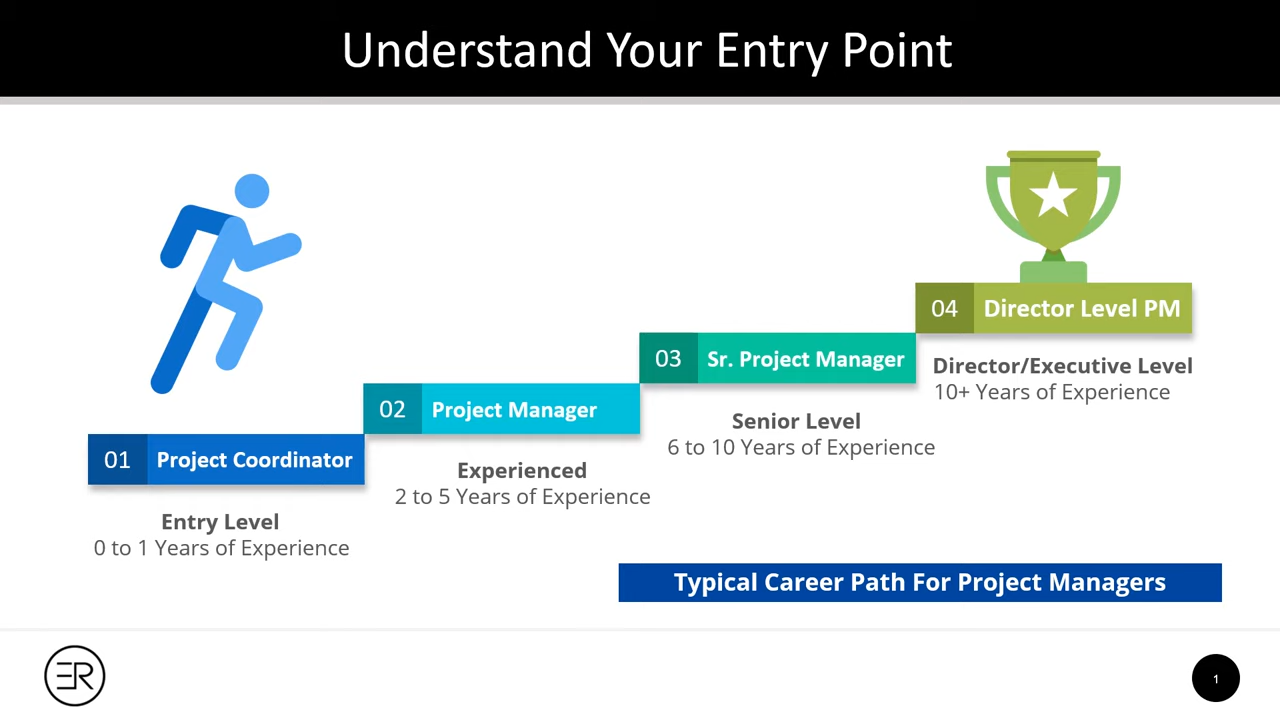 Understand Your Entry Point
01 Project Coordinator
Entry Level
0 to 1 Years of Experience
02 Project Manager
Experienced
2 to 5 Years of Experience
03 Sr. Project Manager
Senior Level
6 to 10 Years of Experience
04 Director Level PM
Director/Executive Level
10+ Years of Experience
Typical Career Path For Project Managers
ER
1